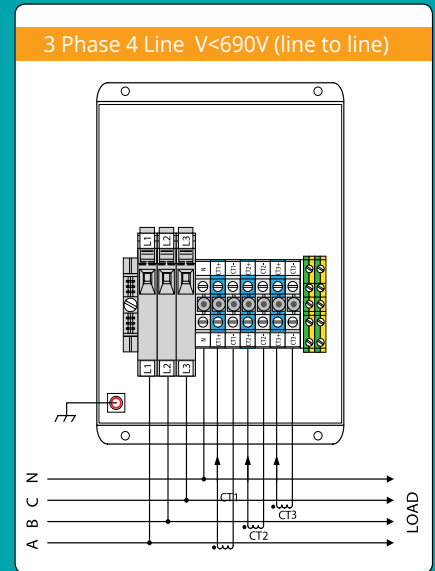 3 Phase 4 Line V<690V (line to line)
L1 L2 L3
N CT1+ CT1- CT2+ CT2- CT3+ CT3-
N CT1+ CT1- CT2+ CT2- CT3+ CT3-
L1 L2 L3
N
C
B
A
CT1
CT2
CT3
LOAD